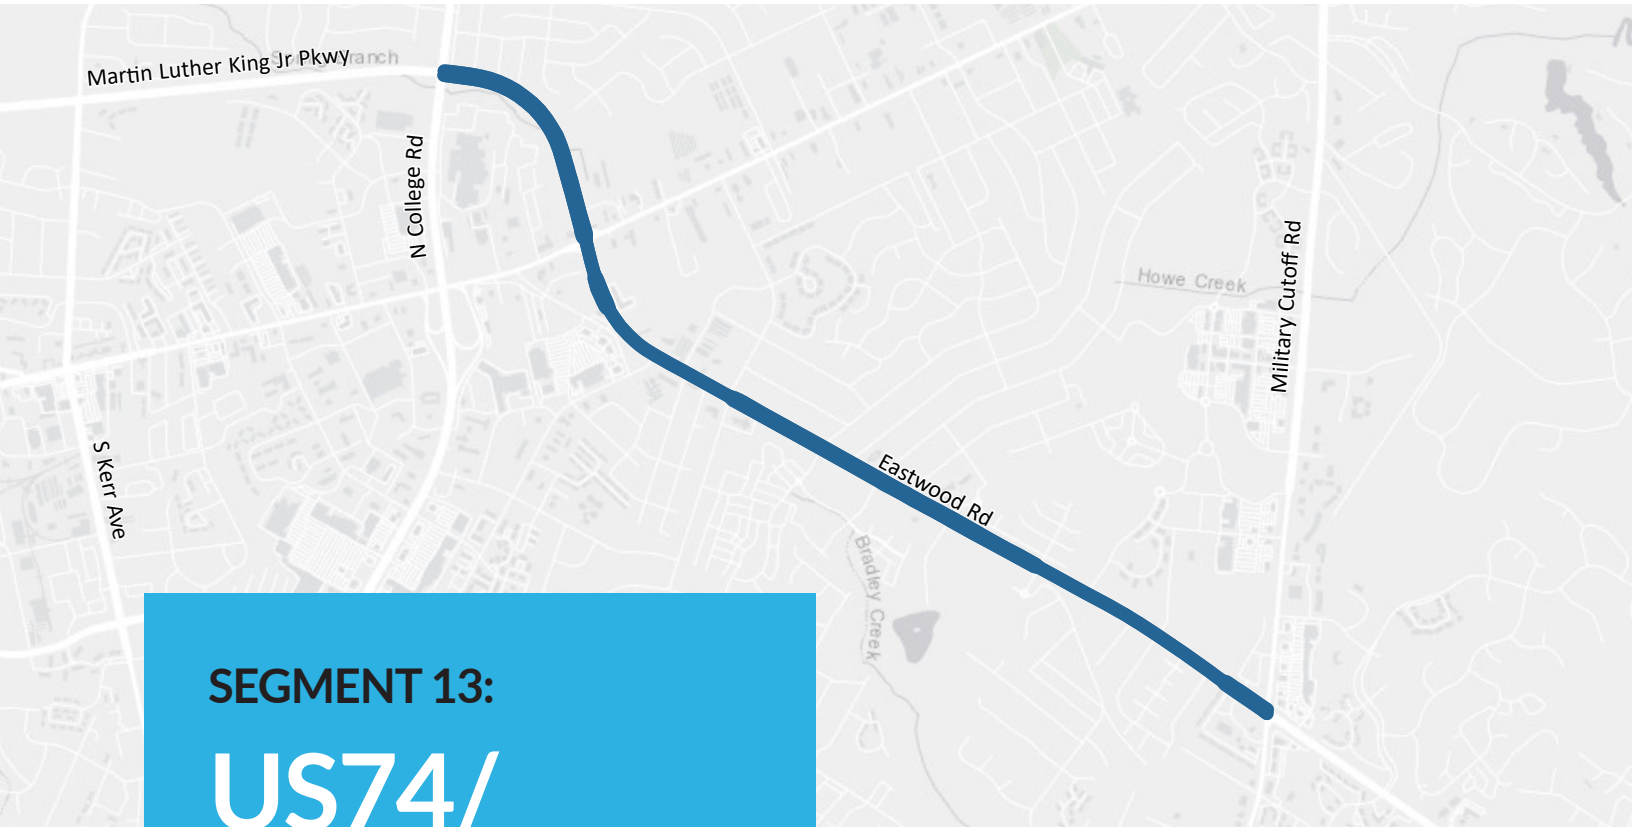 Martin Luther King Jr Pkwy
N College Rd
Howe Creek
Military Cutoff Rd
S Kerr Ave
Eastwood Rd
Bradley Creek
SEGMENT 13:
US74/